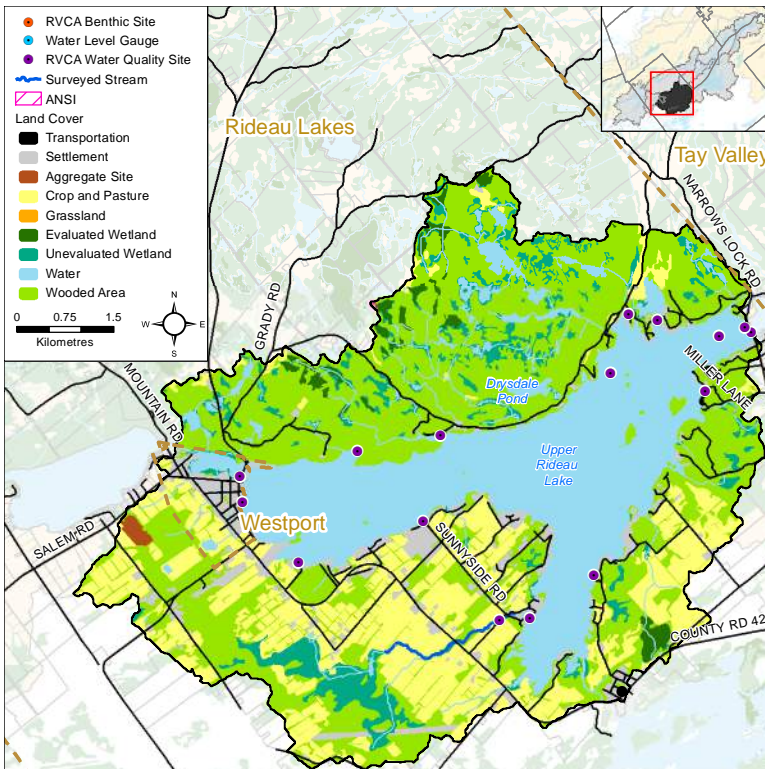 RVCA Benthic Site
Water Level Gauge
RVCA Water Quality Site
Surveyed Stream
ANSI
Land Cover
Transportation
Settlement
Aggregate Site
Crop and Pasture
Grassland
Evaluated Wetland
Unevaluated Wetland
Water
Wooded Area
0 0.75 1.5
Kilometres
N
W E
S
Rideau Lakes
Tay Valley
NARROWS LOCK RD
GRADY RD
MOUNTAIN RD
MILLER LANE
Drysdale
Pond
Upper
Rideau
Lake
Westport
SALEM RD
SUNNYSIDE RD
COUNTY RD 42